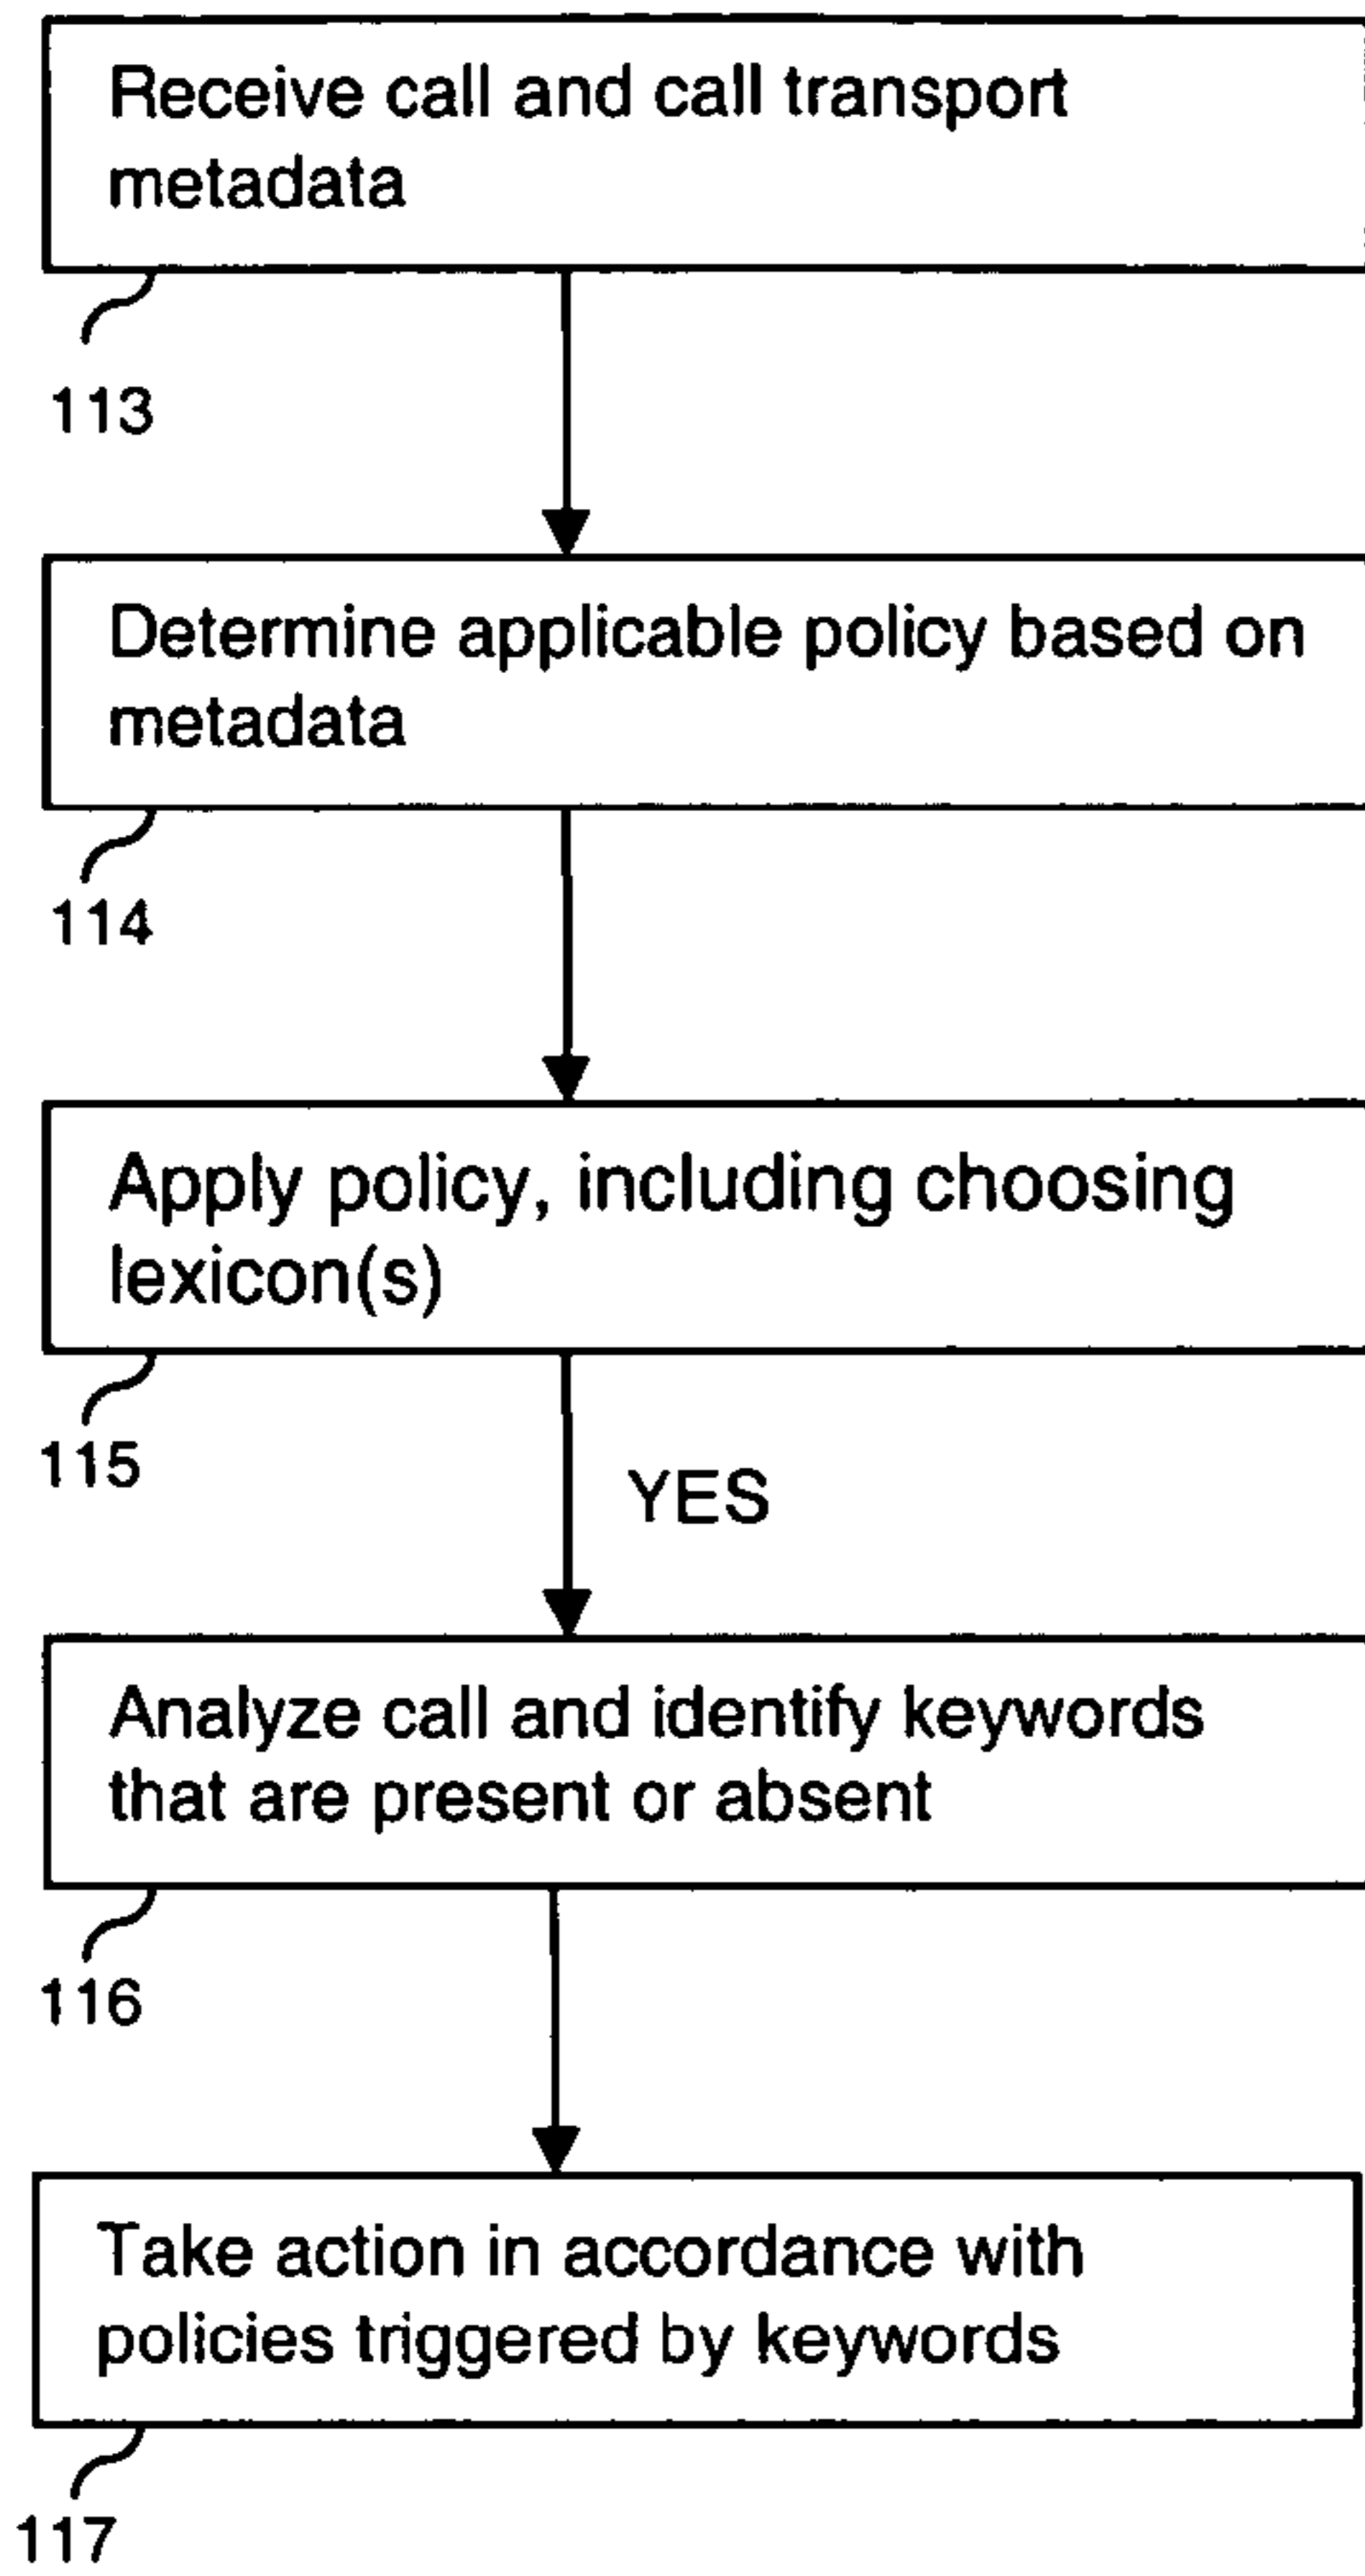 Receive call and call transport
metadata
113
Determine applicable policy based on
metadata
114
Apply policy, including choosing
lexicon(s)
115
YES
Analyze call and identify keywords
that are present or absent
116
Take action in accordance with
policies triggered by keywords
117